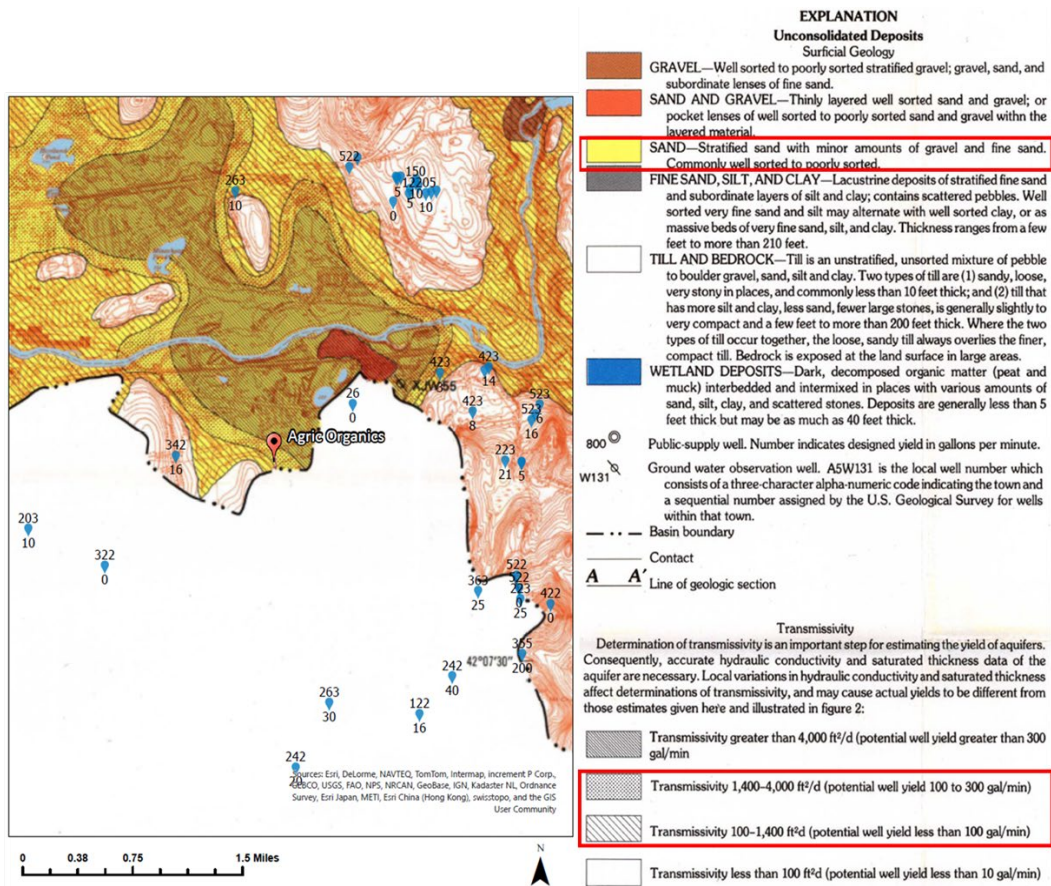 522
150
263
122 205
5
10
10
5
10
0
423
423
XJW 55
14
26
0
423
8
523
523
6
16
Agric Organics
342
16
223
21
5
203
10
322
0
522
522
363
223
25
0
25
422
0
355
42°07'30"
200
242
40
263
30
122
16
242
Sources: Esri, DeLorme, NAVTEQ, TomTom, Intermap, increment P Corp.,
GEBCO, USGS, FAO, NPS, NRCAN, GeoBase, IGN, Kadaster NL, Ordnance
Survey, Esri Japan, METI, Esri China (Hong Kong), swisstopo, and the GIS
User Community
0 0.38 0.75 1.5 Miles
N
EXPLANATION
Unconsolidated Deposits
Surficial Geology
GRAVEL—Well sorted to poorly sorted stratified gravel; gravel, sand, and
subordinate lenses of fine sand.
SAND AND GRAVEL—Thinly layered well sorted sand and gravel; or
pocket lenses of well sorted to poorly sorted sand and gravel withn the
layered material.
SAND—Stratified sand with minor amounts of gravel and fine sand.
Commonly well sorted to poorly sorted.
FINE SAND, SILT, AND CLAY—Lacustrine deposits of stratified fine sand
and subordinate layers of silt and clay; contains scattered pebbles. Well
sorted very fine sand and silt may alternate with well sorted clay, or as
massive beds of very fine sand, silt, and clay. Thickness ranges from a few
feet to more than 210 feet.
TILL AND BEDROCK—Till is an unstratified, unsorted mixture of pebble
to boulder gravel, sand, silt and clay. Two types of till are (1) sandy, loose,
very stony in places, and commonly less than 10 feet thick; and (2) till that
has more silt and clay, less sand, fewer large stones, is generally slightly to
very compact and a few feet to more than 200 feet thick. Where the two
types of till occur together, the loose, sandy till always overlies the finer,
compact till. Bedrock is exposed at the land surface in large areas.
WETLAND DEPOSITS—Dark, decomposed organic matter (peat and
muck) interbedded and intermixed in places with various amounts of
sand, silt, clay, and scattered stones. Deposits are generally less than 5
feet thick but may be as much as 40 feet thick.
800 Public-supply well. Number indicates designed yield in gallons per minute.
W131 Ground water observation well. A5W131 is the local well number which
consists of a three-character alpha-numeric code indicating the town and
a sequential number assigned by the U.S. Geological Survey for wells
within that town.
Basin boundary
Contact
A A' Line of geologic section
Transmissivity
Determination of transmissivity is an important step for estimating the yield of aquifers.
Consequently, accurate hydraulic conductivity and saturated thickness data of the
aquifer are necessary. Local variations in hydraulic conductivity and saturated thickness
affect determinations of transmissivity, and may cause actual yields to be different from
those estimates given here and illustrated in figure 2:
Transmissivity greater than 4,000 ft²/d (potential well yield greater than 300
gal/min)
Transmissivity 1,400–4,000 ft²/d (potential well yield 100 to 300 gal/min)
Transmissivity 100–1,400 ft²d (potential well yield less than 100 gal/min)
Transmissivity less than 100 ft²d (potential well yield less than 10 gal/min)